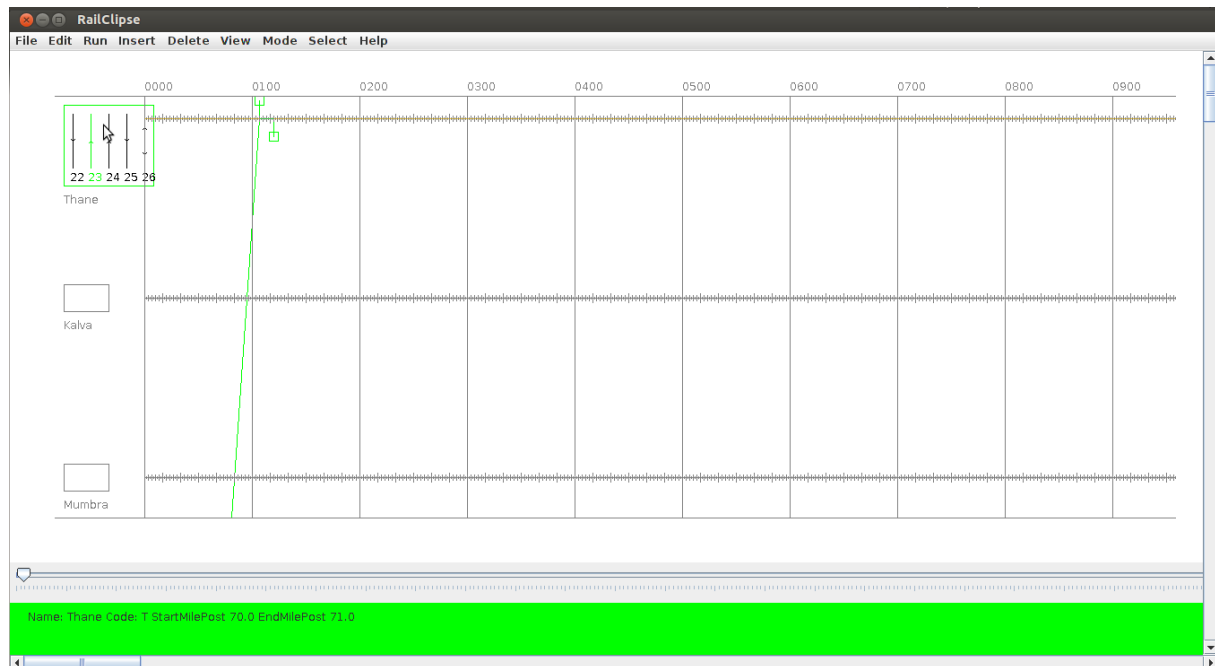 RailClipse
File Edit Run Insert Delete View Mode Select Help
0000 0100 0200 0300 0400 0500 0600 0700 0800 0900
22 23 24 25 26
Thane
Kalva
Mumbra
Name: Thane Code: T StartMilePost 70.0 EndMilePost 71.0